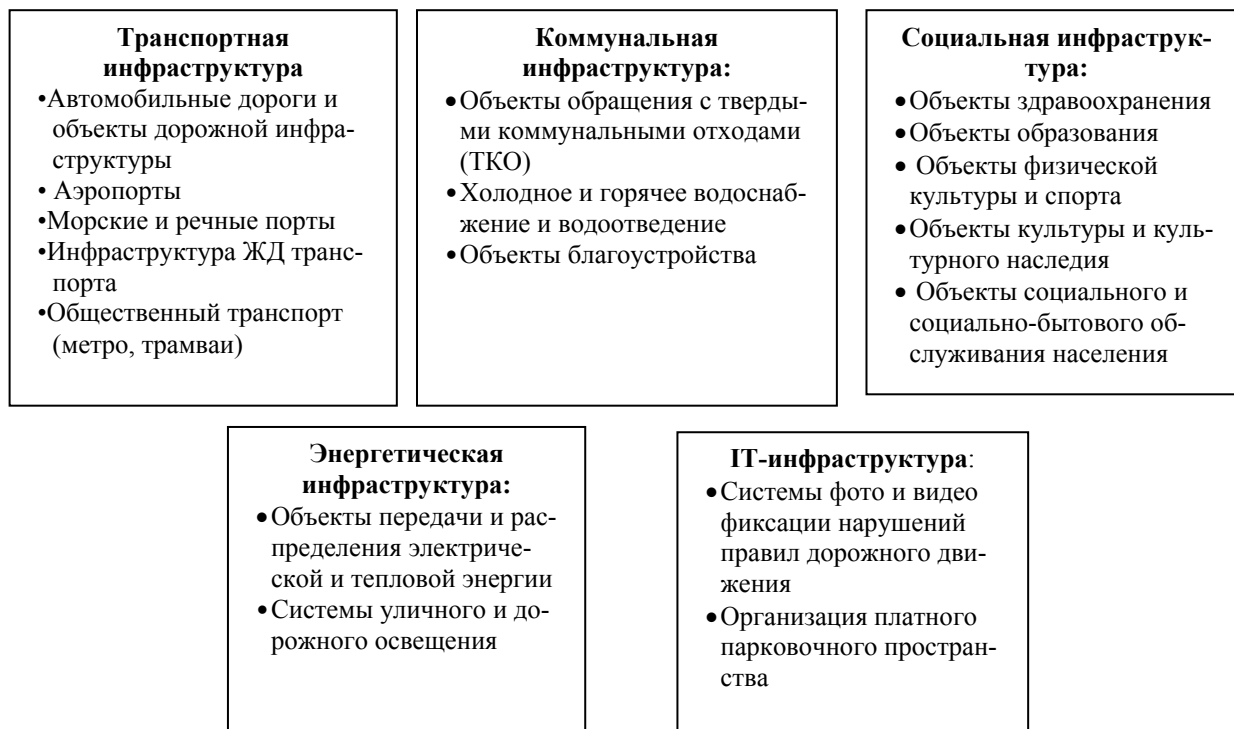 Транспортная
инфраструктура
•Автомобильные дороги и
объекты дорожной инфра-
структуры
• Аэропорты
•Морские и речные порты
•Инфраструктура ЖД транс-
порта
•Общественный транспорт
(метро, трамваи)
Коммунальная
инфраструктура:
•Объекты обращения с тверды-
ми коммунальными отходами
(ТКО)
•Холодное и горячее водоснаб-
жение и водоотведение
•Объекты благоустройства
Социальная инфраструк-
тура:
•Объекты здравоохранения
•Объекты образования
• Объекты физической
культуры и спорта
•Объекты культуры и куль-
турного наследия
• Объекты социального и
социально-бытового об-
служивания населения
Энергетическая
инфраструктура:
•Объекты передачи и рас-
пределения электриче-
ской и тепловой энергии
•Системы уличного и до-
рожного освещения
IT-инфраструктура:
•Системы фото и видео
фиксации нарушений
правил дорожного дви-
жения
•Организация платного
парковочного простран-
ства